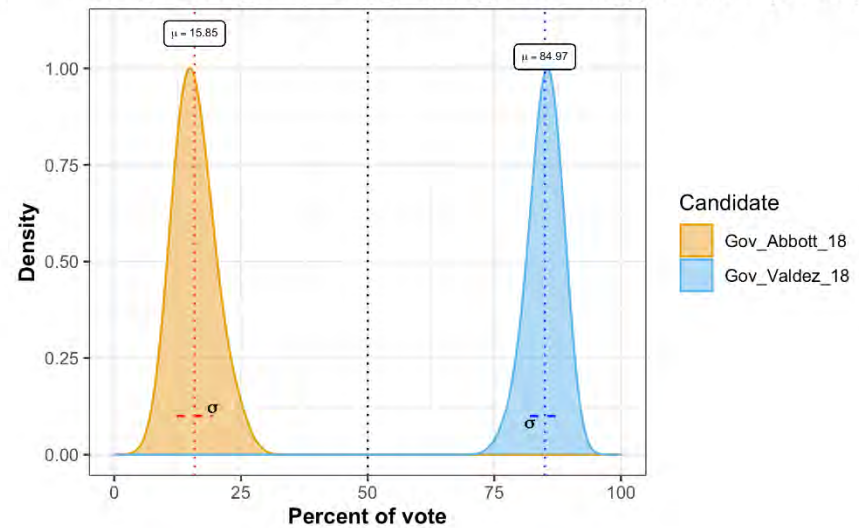 μ = 15.85
μ = 84.97
1.00
0.75
0.50
0.25
0.00
Density
σ
σ
0
25
50
75
100
Percent of vote
Candidate
Gov_Abbott_18
Gov_Valdez_18